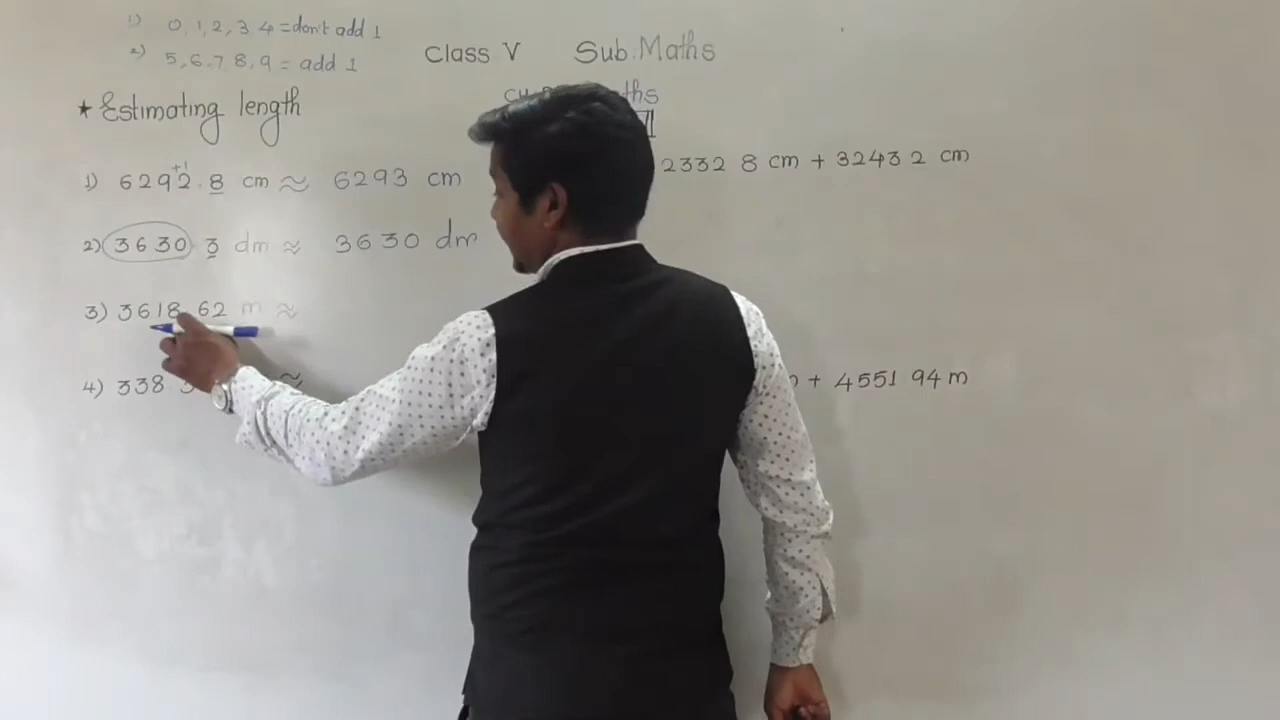 1) 0, 1, 2, 3, 4 = don't add 1
2) 5, 6, 7, 8, 9 = add 1
Class V Sub: Maths
★ Estimating length
+1
1) 6292.8 cm ≈ 6293 cm
2332 8 cm + 3243 2 cm
2) 3630 3 dm ≈ 3630 dm
3) 3618 62 m ≈
4) 338 ≈
+ 4551 94 m